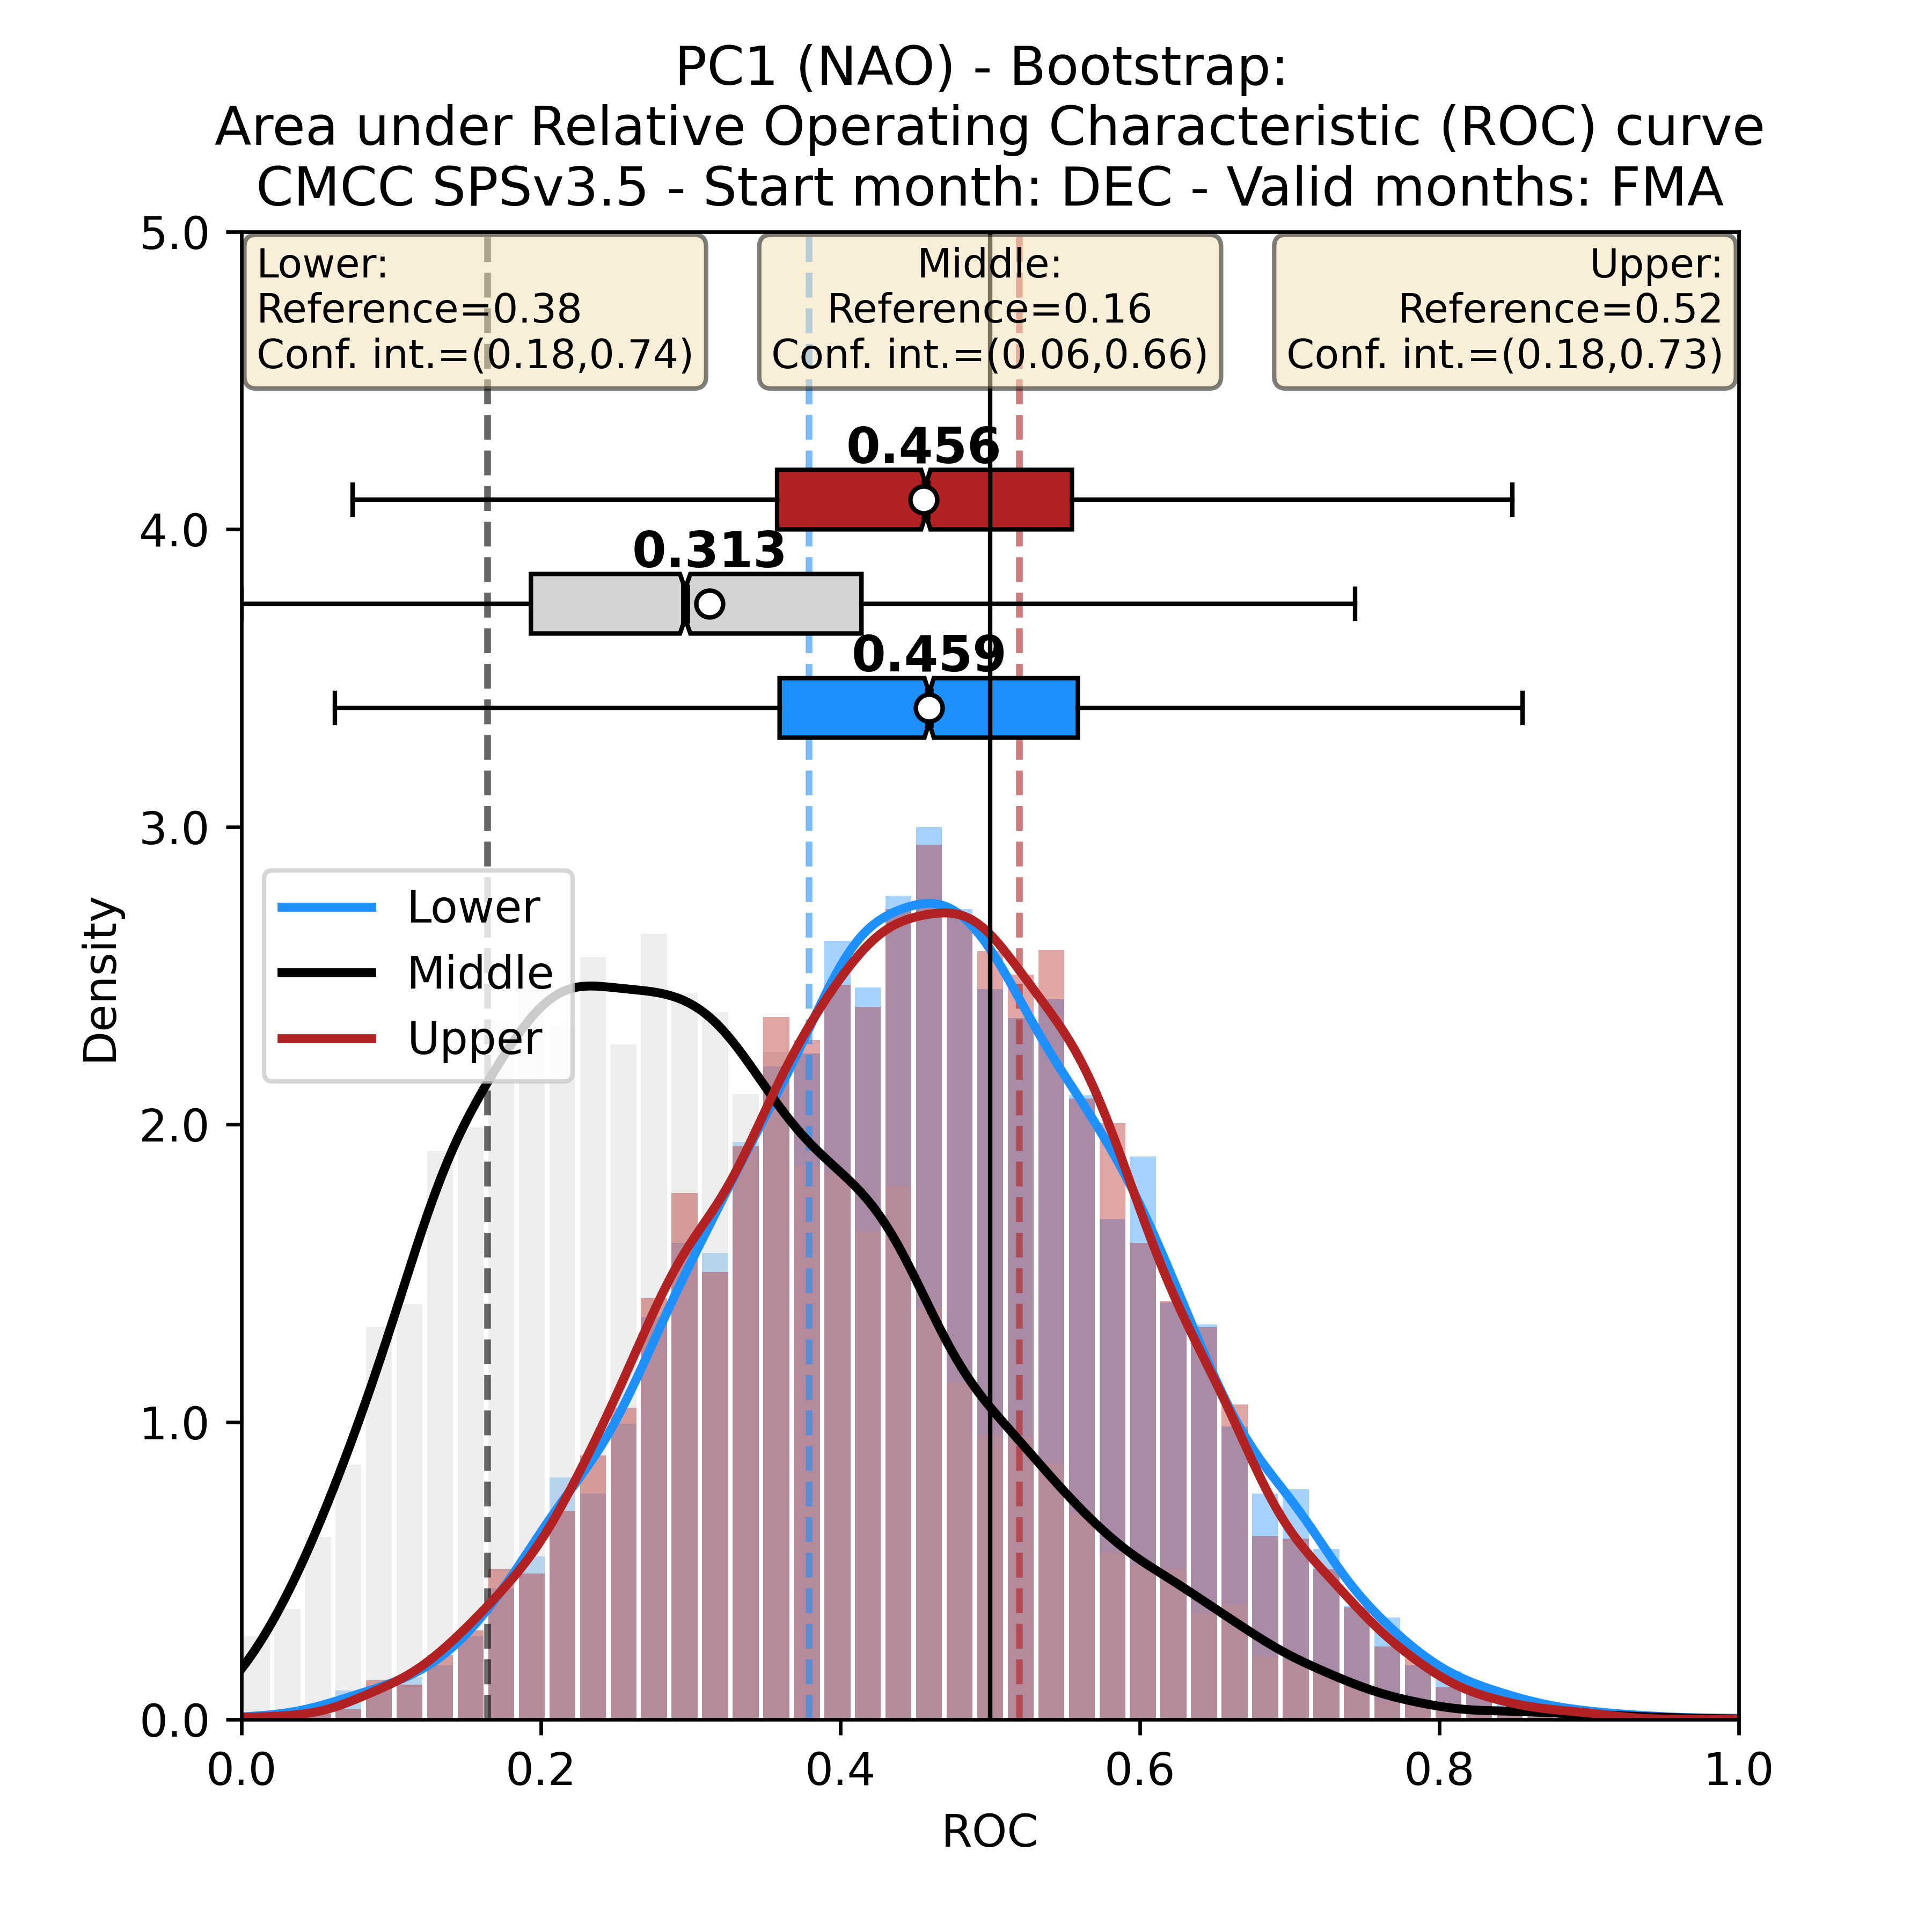 PC1 (NAO) - Bootstrap:
Area under Relative Operating Characteristic (ROC) curve
CMCC SPSv3.5 - Start month: DEC - Valid months: FMA
Lower:
Reference=0.38
Conf. int.=(0.18,0.74)
Middle:
Reference=0.16
Conf. int.=(0.06,0.66)
Upper:
Reference=0.52
Conf. int.=(0.18,0.73)
0.456
0.313
0.459
Lower
Middle
Upper
5.0
4.0
3.0
2.0
1.0
0.0
Density
0.0
0.2
0.4
0.6
0.8
1.0
ROC